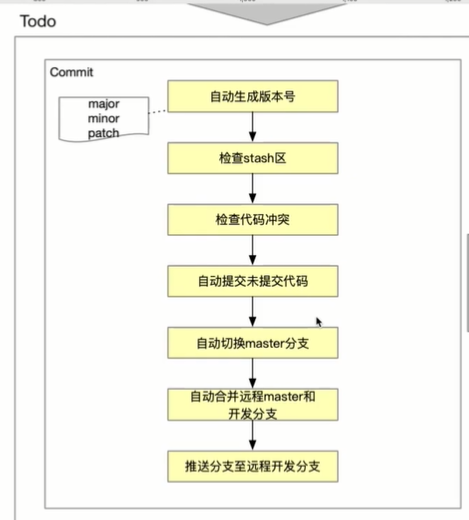 Todo
Commit
major
minor
patch
自动生成版本号
检查stash区
检查代码冲突
自动提交未提交代码
自动切换master分支
自动合并远程master和
开发分支
推送分支至远程开发分支